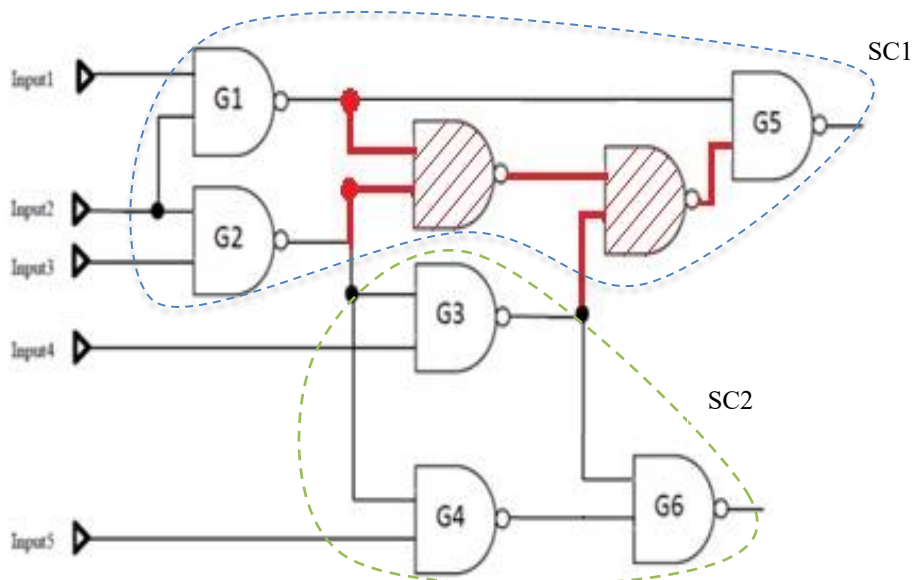 SC1
Input1
G1
G5
Input2
G2
Input3
G3
Input4
SC2
G4
G6
Input5